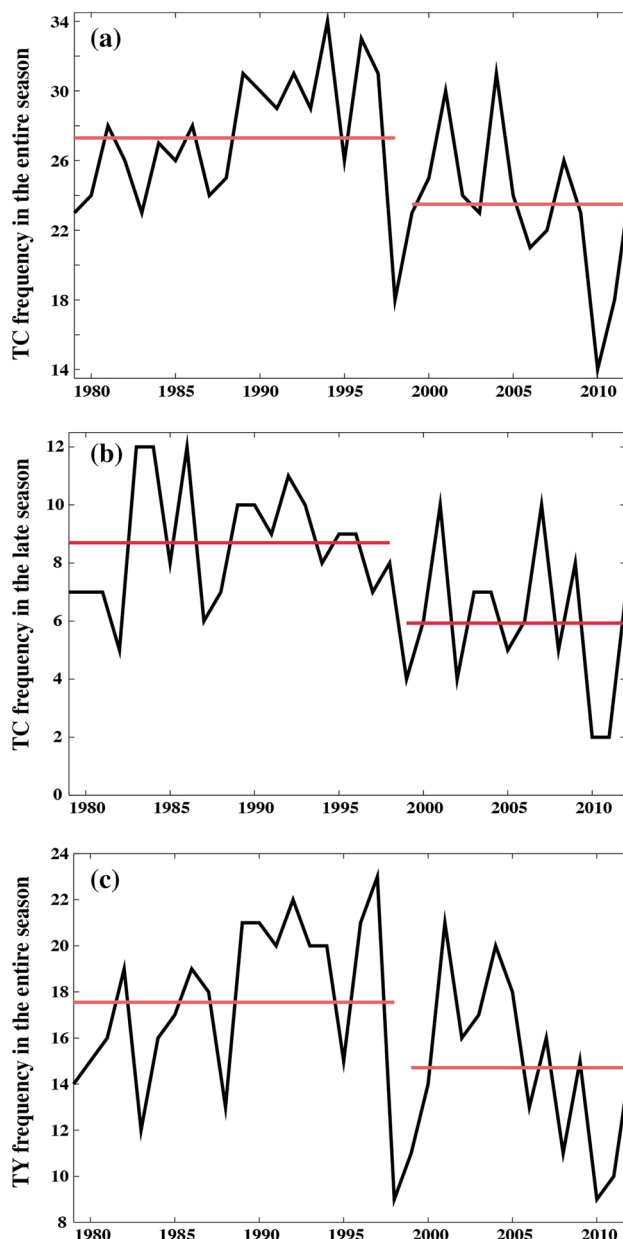 (a)
TC frequency in the entire season
34
30
26
22
18
14
1980 1985 1990 1995 2000 2005 2010
(b)
TC frequency in the late season
12
10
8
6
4
2
0
1980 1985 1990 1995 2000 2005 2010
(c)
TY frequency in the entire season
24
22
20
18
16
14
12
10
8
1980 1985 1990 1995 2000 2005 2010